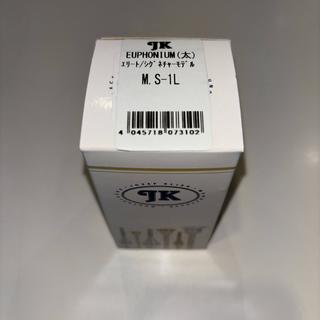 JK
EUPHONIUM(太)
ｴﾘｰﾄ/ｼｸﾞﾈﾁｬｰﾓﾃﾞﾙ
M.S-1L
4 045718 073102
JK